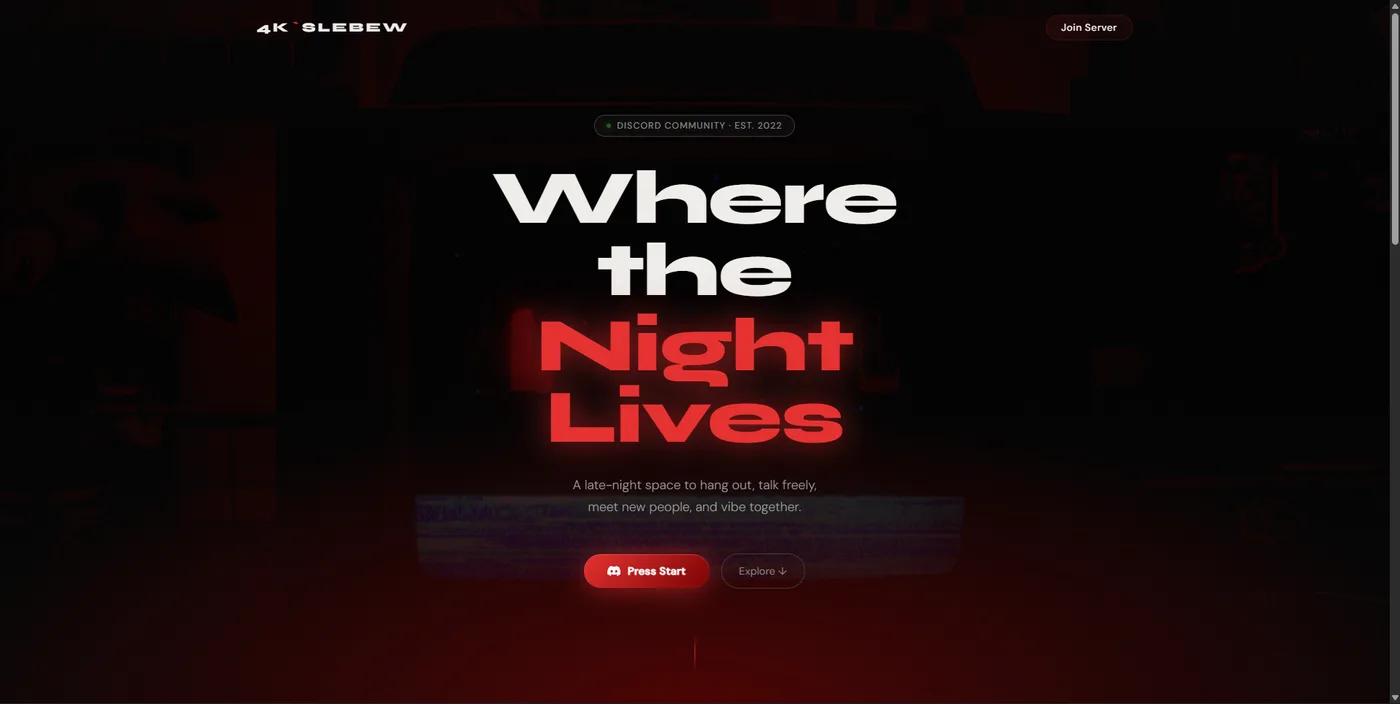 4K`SLEBEW
Join Server
DISCORD COMMUNITY · EST. 2022
Where
the
Night
Lives
A late-night space to hang out, talk freely,
meet new people, and vibe together.
Press Start
Explore ↓